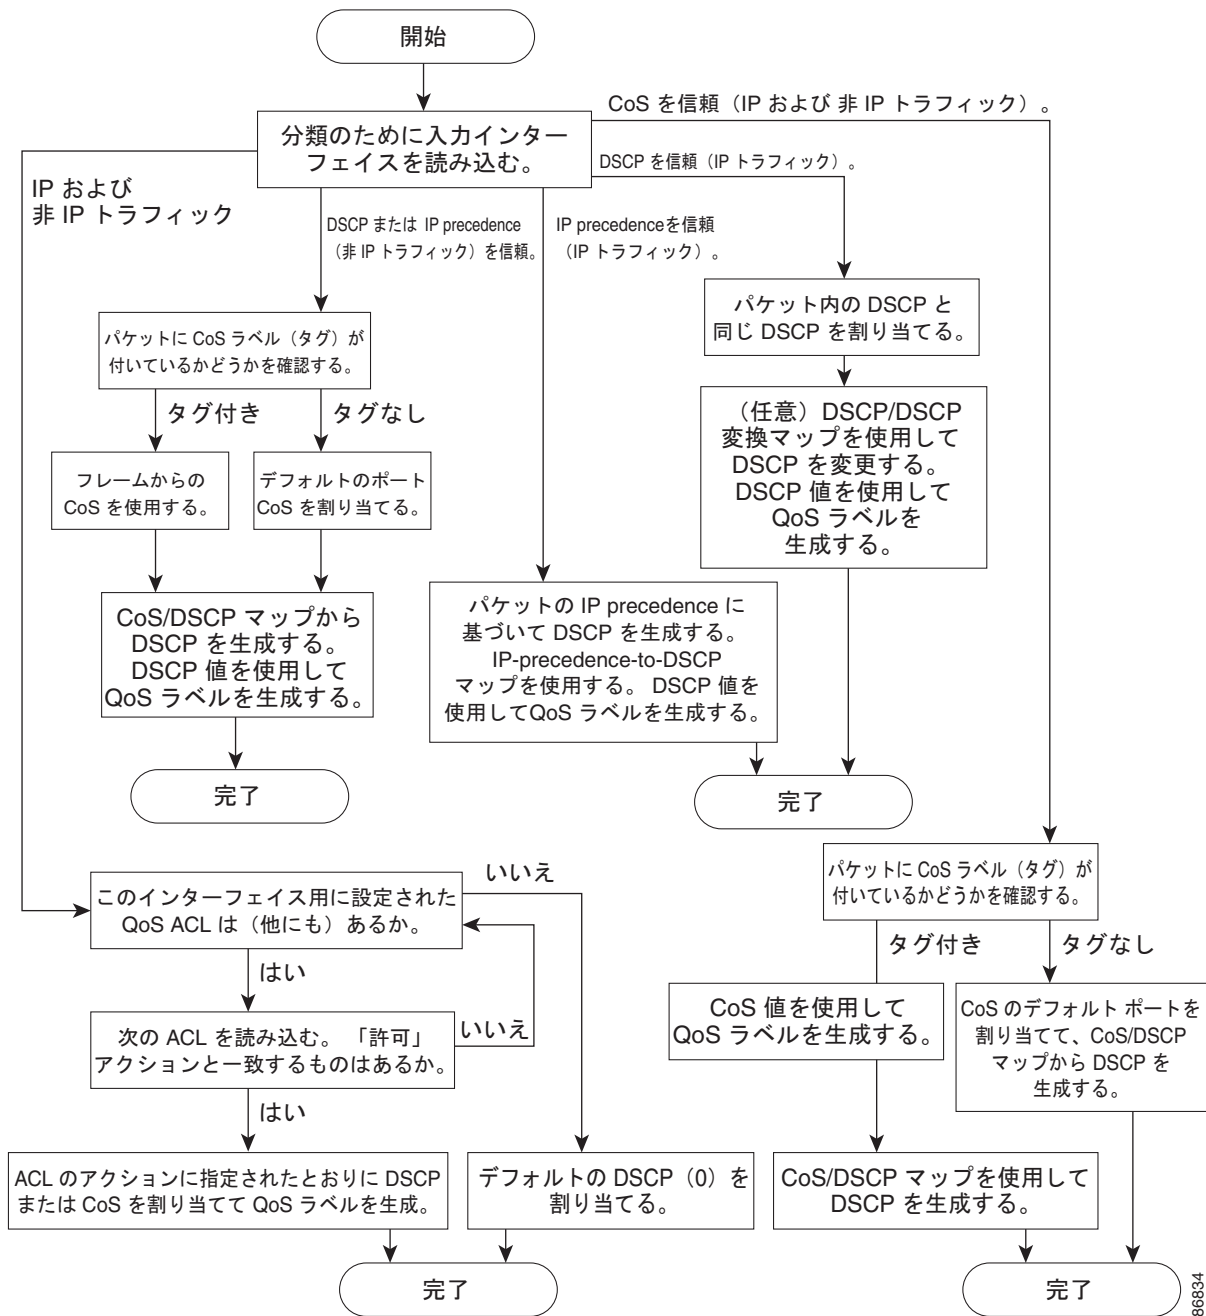 開始
CoS を信頼（IP および 非 IP トラフィック）。
分類のために入力インター
フェイスを読み込む。
DSCP を信頼（IP トラフィック）。
IP および
非 IP トラフィック
DSCP または IP precedence
（非 IP トラフィック）を信頼。
IP precedenceを信頼
（IP トラフィック）。
パケット内の DSCP と
同じ DSCP を割り当てる。
パケットに CoS ラベル（タグ）が
付いているかどうかを確認する。
タグ付き
タグなし
（任意）DSCP/DSCP
変換マップを使用して
DSCP を変更する。
DSCP 値を使用して
QoS ラベルを
生成する。
フレームからの
CoS を使用する。
デフォルトのポート
CoS を割り当てる。
CoS/DSCP マップから
DSCP を生成する。
DSCP 値を使用して
QoS ラベルを生成する。
パケットの IP precedence に
基づいて DSCP を生成する。
IP-precedence-to-DSCP
マップを使用する。 DSCP 値を
使用してQoS ラベルを生成する。
完了
完了
このインターフェイス用に設定された
QoS ACL は（他にも）あるか。
いいえ
はい
次の ACL を読み込む。 「許可」
アクションと一致するものはあるか。
いいえ
はい
ACL のアクションに指定されたとおりに DSCP
または CoS を割り当てて QoS ラベルを生成。
デフォルトの DSCP（0）を
割り当てる。
完了
パケットに CoS ラベル（タグ）が
付いているかどうかを確認する。
タグ付き
タグなし
CoS 値を使用して
QoS ラベルを生成する。
CoS のデフォルト ポートを
割り当てて、CoS/DSCP
マップから DSCP を
生成する。
CoS/DSCP マップを使用して
DSCP を生成する。
完了
86834